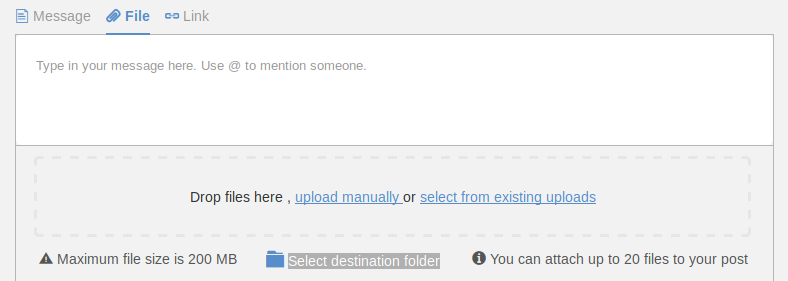 Message File Link
Type in your message here. Use @ to mention someone.
Drop files here , upload manually or select from existing uploads
Maximum file size is 200 MB Select destination folder You can attach up to 20 files to your post